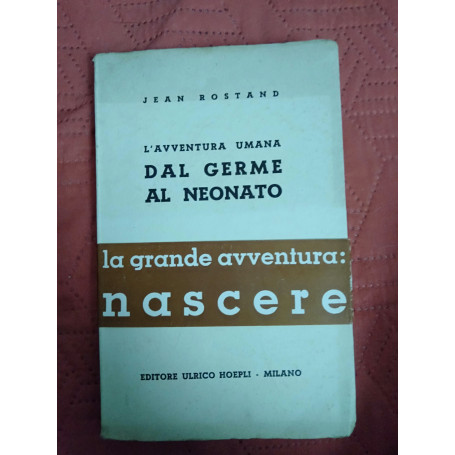 JEAN ROSTAND
L'AVVENTURA UMANA
DAL GERME
AL NEONATO
la grande avventura:
nascere
EDITORE ULRICO HOEPLI - MILANO